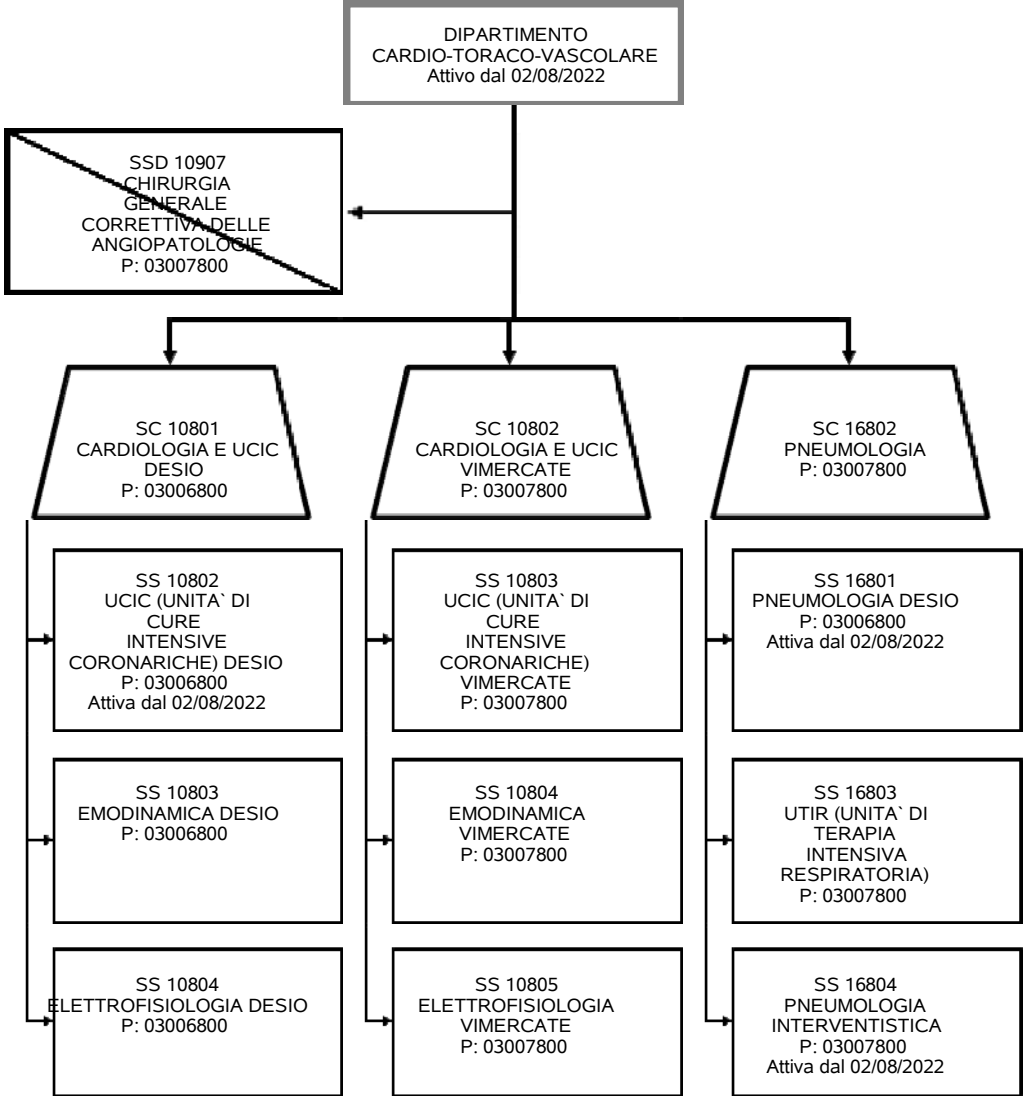 DIPARTIMENTO
CARDIO-TORACO-VASCOLARE
Attivo dal 02/08/2022
SSD 10907
CHIRURGIA
GENERALE
CORRETTIVA DELLE
ANGIOPATOLOGIE
P: 03007800
SC 10801
CARDIOLOGIA E UCIC
DESIO
P: 03006800
SC 10802
CARDIOLOGIA E UCIC
VIMERCATE
P: 03007800
SC 16802
PNEUMOLOGIA
P: 03007800
SS 10802
UCIC (UNITA` DI
CURE
INTENSIVE
CORONARICHE) DESIO
P: 03006800
Attiva dal 02/08/2022
SS 10803
UCIC (UNITA` DI
CURE
INTENSIVE
CORONARICHE)
VIMERCATE
P: 03007800
SS 16801
PNEUMOLOGIA DESIO
P: 03006800
Attiva dal 02/08/2022
SS 10803
EMODINAMICA DESIO
P: 03006800
SS 10804
EMODINAMICA
VIMERCATE
P: 03007800
SS 16803
UTIR (UNITA` DI
TERAPIA
INTENSIVA
RESPIRATORIA)
P: 03007800
SS 10804
ELETTROFISIOLOGIA DESIO
P: 03006800
SS 10805
ELETTROFISIOLOGIA
VIMERCATE
P: 03007800
SS 16804
PNEUMOLOGIA
INTERVENTISTICA
P: 03007800
Attiva dal 02/08/2022